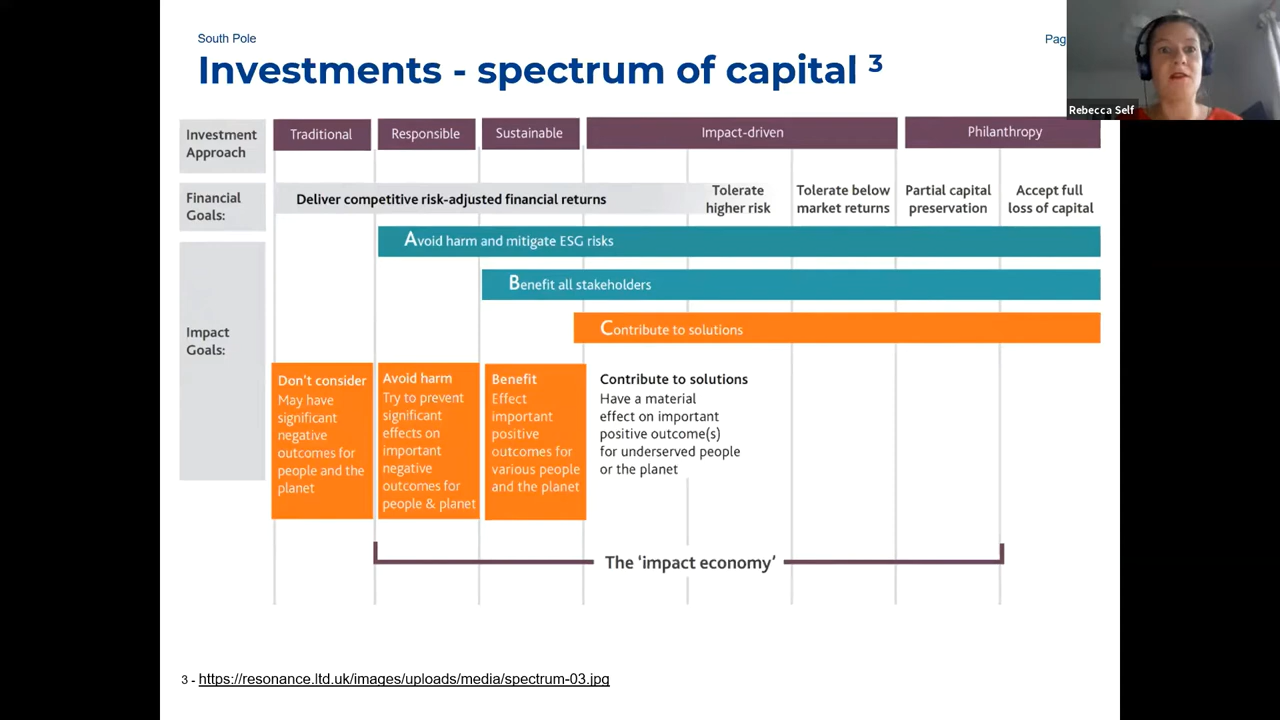 South Pole
Pag
Investments - spectrum of capital ³
Rebecca Self
Investment
Approach
Traditional
Responsible
Sustainable
Impact-driven
Philanthropy
Financial
Goals:
Deliver competitive risk-adjusted financial returns
Tolerate
higher risk
Tolerate below
market returns
Partial capital
preservation
Accept full
loss of capital
Impact
Goals:
Avoid harm and mitigate ESG risks
Benefit all stakeholders
Contribute to solutions
Don't consider
May have
significant
negative
outcomes for
people and the
planet
Avoid harm
Try to prevent
significant
effects on
important
negative
outcomes for
people & planet
Benefit
Effect
important
positive
outcomes for
various people
and the planet
Contribute to solutions
Have a material
effect on important
positive outcome(s)
for underserved people
or the planet
The 'impact economy'
3 - https://resonance.ltd.uk/images/uploads/media/spectrum-03.jpg